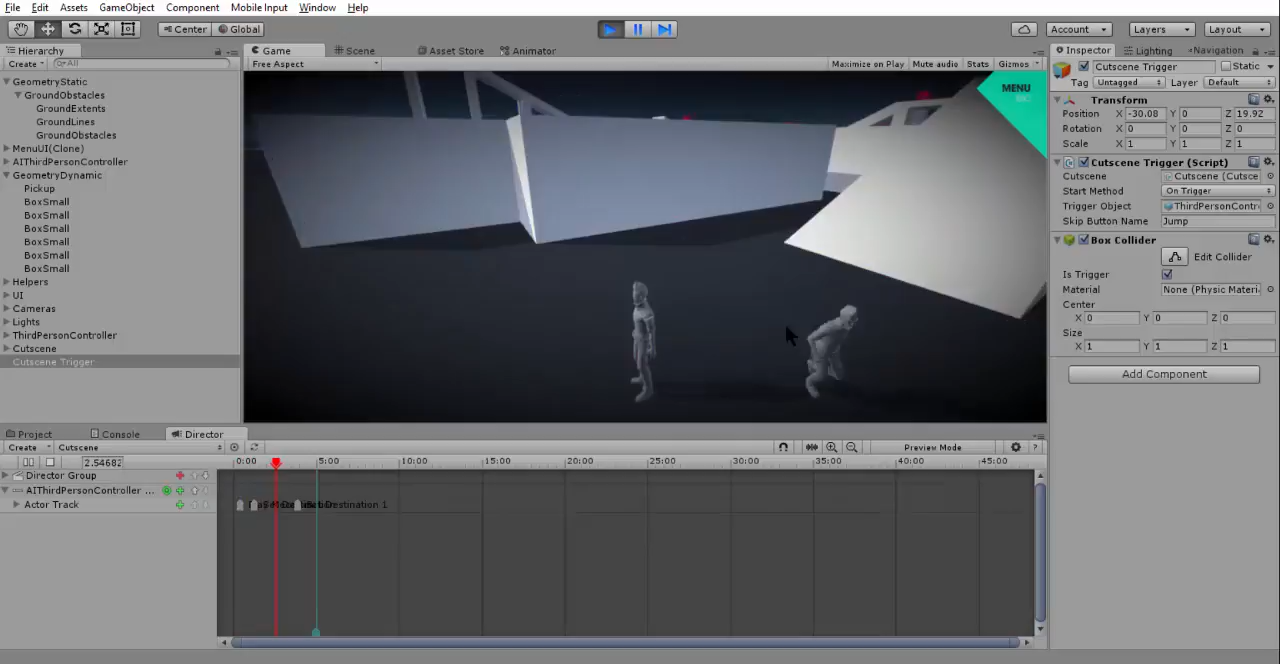 File Edit Assets GameObject Component Mobile Input Window Help
Center Global Account Layers Layout
Hierarchy Game Scene Asset Store Animator Inspector Lighting Navigation
Create All Free Aspect Maximize on Play Mute audio Stats Gizmos
Cutscene Trigger Static
Tag Untagged Layer Default
GeometryStatic
GroundObstacles
GroundExtents
GroundLines
GroundObstacles
MenuUI(Clone)
AIThirdPersonController
GeometryDynamic
Pickup
BoxSmall
BoxSmall
BoxSmall
BoxSmall
BoxSmall
BoxSmall
Helpers
UI
Cameras
Lights
ThirdPersonController
Cutscene
Cutscene Trigger
MENU
Transform
Position X -30.08 Y 0 Z 19.92
Rotation X 0 Y 0 Z 0
Scale X 1 Y 1 Z 1
Cutscene Trigger (Script)
Cutscene Cutscene (Cutsce
Start Method On Trigger
Trigger Object ThirdPersonContr
Skip Button Name Jump
Box Collider
Edit Collider
Is Trigger
Material None (Physic Materi
Center
X 0 Y 0 Z 0
Size
X 1 Y 1 Z 1
Add Component
Project Console Director
Create Cutscene Preview Mode
2.54682 0:00 5:00 10:00 15:00 20:00 25:00 30:00 35:00 40:00 45:00
Director Group
AIThirdPersonController ...
Actor Track Destination 1